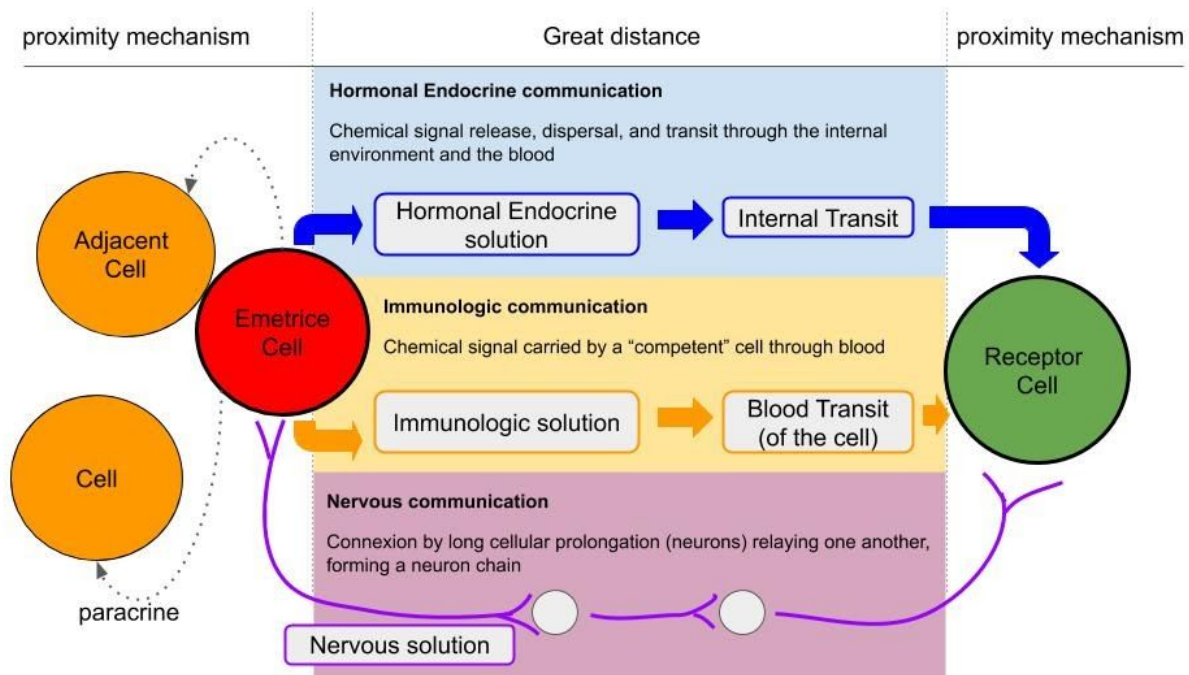 proximity mechanism
Great distance
proximity mechanism
Hormonal Endocrine communication
Chemical signal release, dispersal, and transit through the internal
environment and the blood
Hormonal Endocrine
solution
Internal Transit
Adjacent
Cell
Emetrice
Cell
Immunologic communication
Chemical signal carried by a “competent” cell through blood
Immunologic solution
Blood Transit
(of the cell)
Receptor
Cell
Cell
paracrine
Nervous communication
Connexion by long cellular prolongation (neurons) relaying one another,
forming a neuron chain
Nervous solution